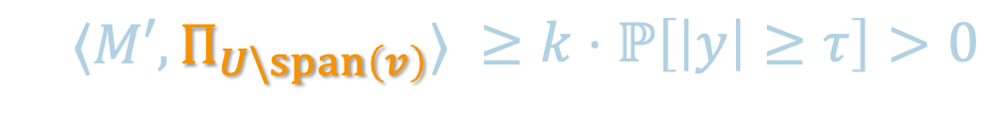 ⟨M′, Π_{U\span(v)}⟩ ≥ k · ℙ[|y| ≥ τ] > 0